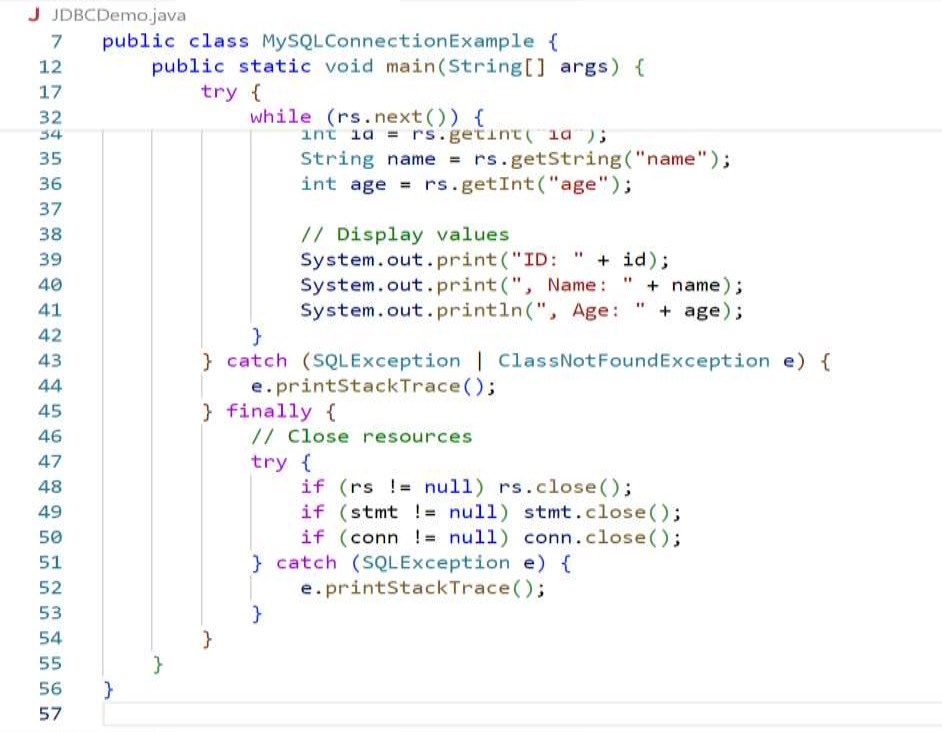 J JDBCDemo.java
7 public class MySQLConnectionExample {
12 public static void main(String[] args) {
17 try {
32 while (rs.next()) {
34 int id = rs.getInt("id");
35 String name = rs.getString("name");
36 int age = rs.getInt("age");
37
38 // Display values
39 System.out.print("ID: " + id);
40 System.out.print(", Name: " + name);
41 System.out.println(", Age: " + age);
42 }
43 } catch (SQLException | ClassNotFoundException e) {
44 e.printStackTrace();
45 } finally {
46 // Close resources
47 try {
48 if (rs != null) rs.close();
49 if (stmt != null) stmt.close();
50 if (conn != null) conn.close();
51 } catch (SQLException e) {
52 e.printStackTrace();
53 }
54 }
55 }
56 }
57